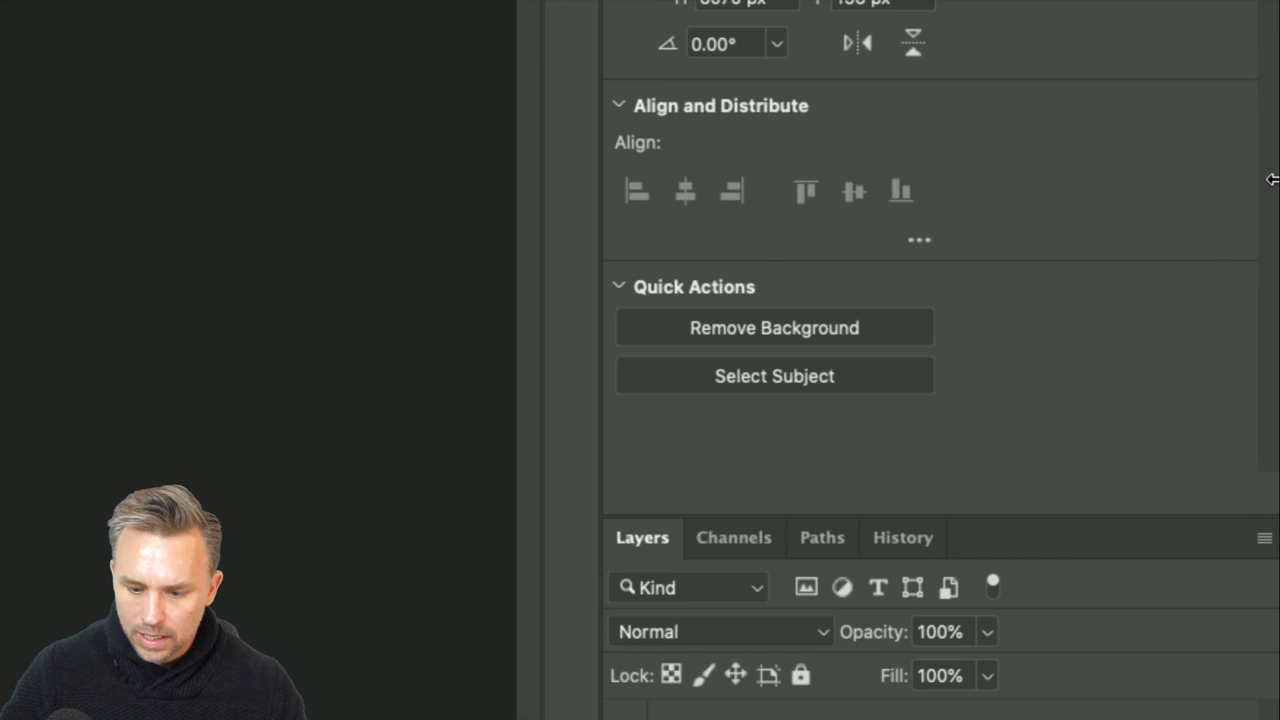 0.00°
Align and Distribute
Align:
Quick Actions
Remove Background
Select Subject
Layers Channels Paths History
Kind
Normal Opacity: 100%
Lock: Fill: 100%